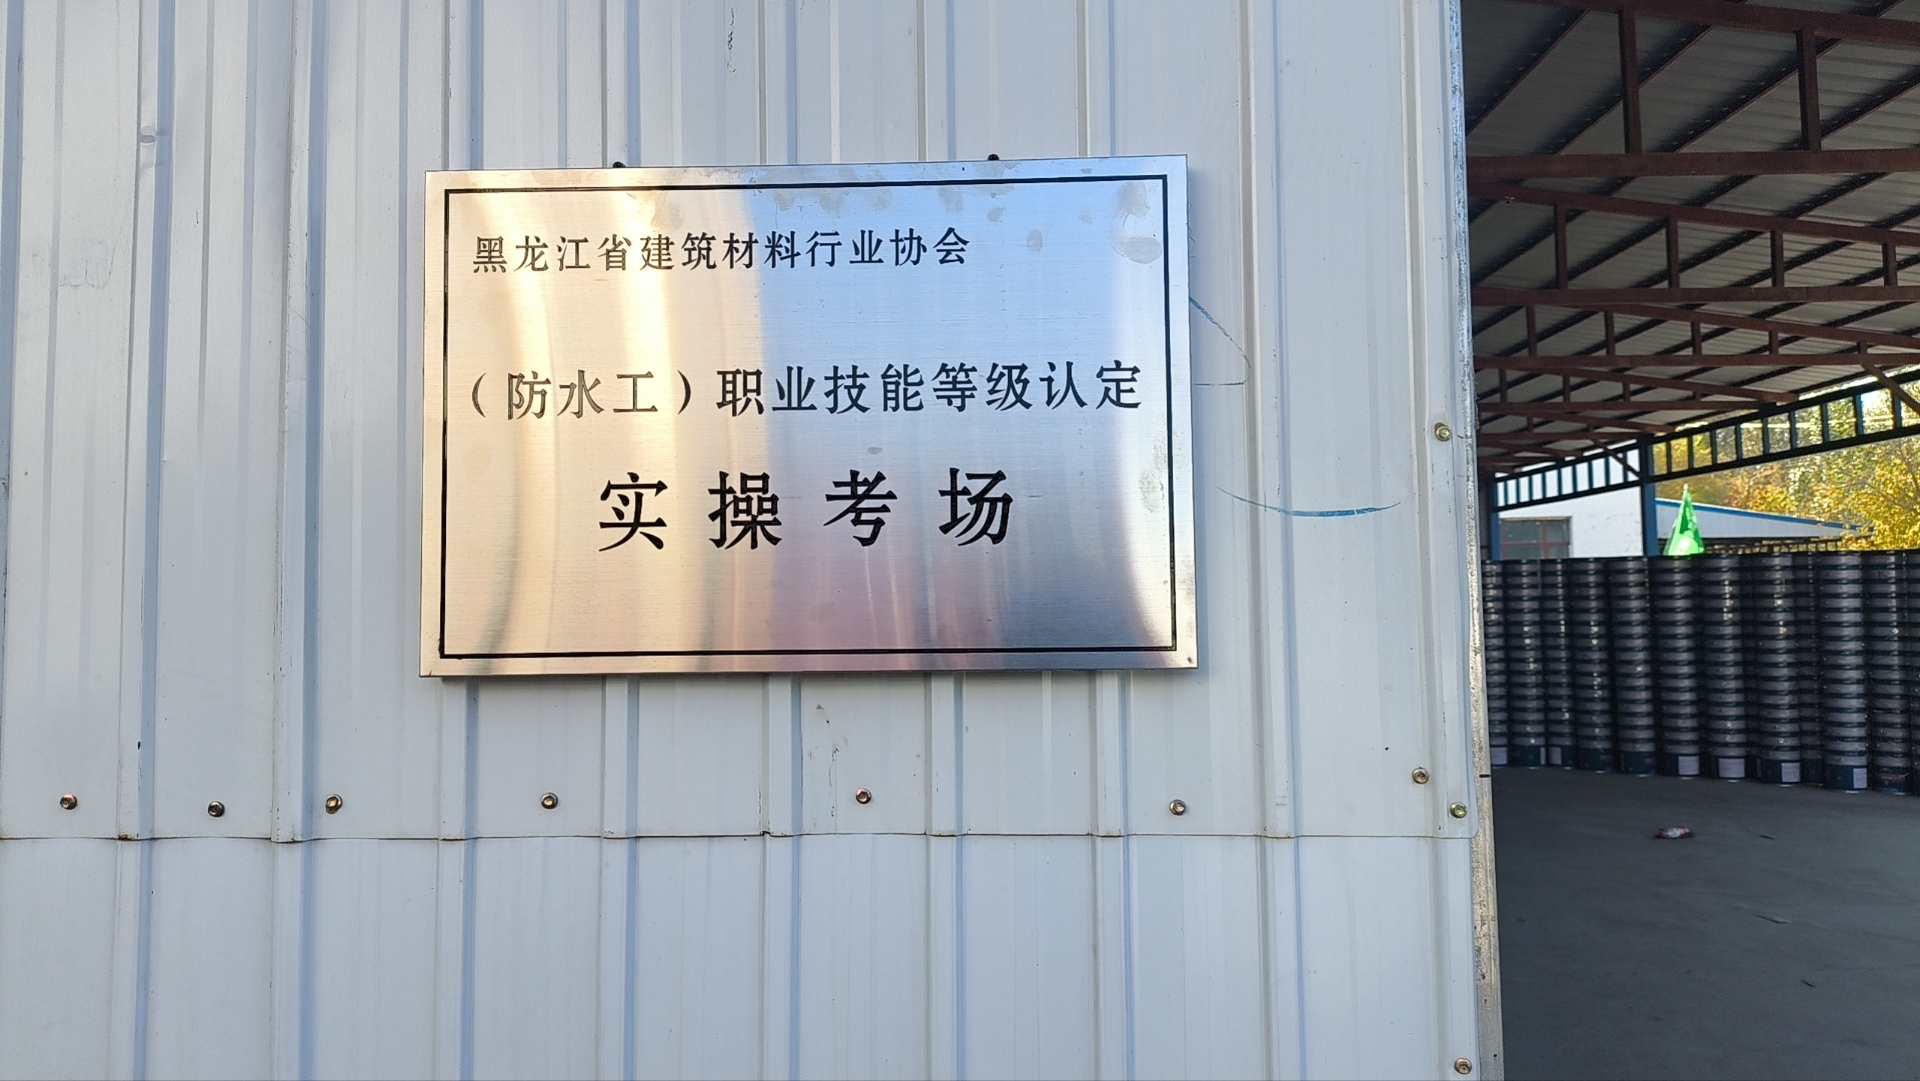 黑龙江省建筑材料行业协会
（防水工）职业技能等级认定
实操考场